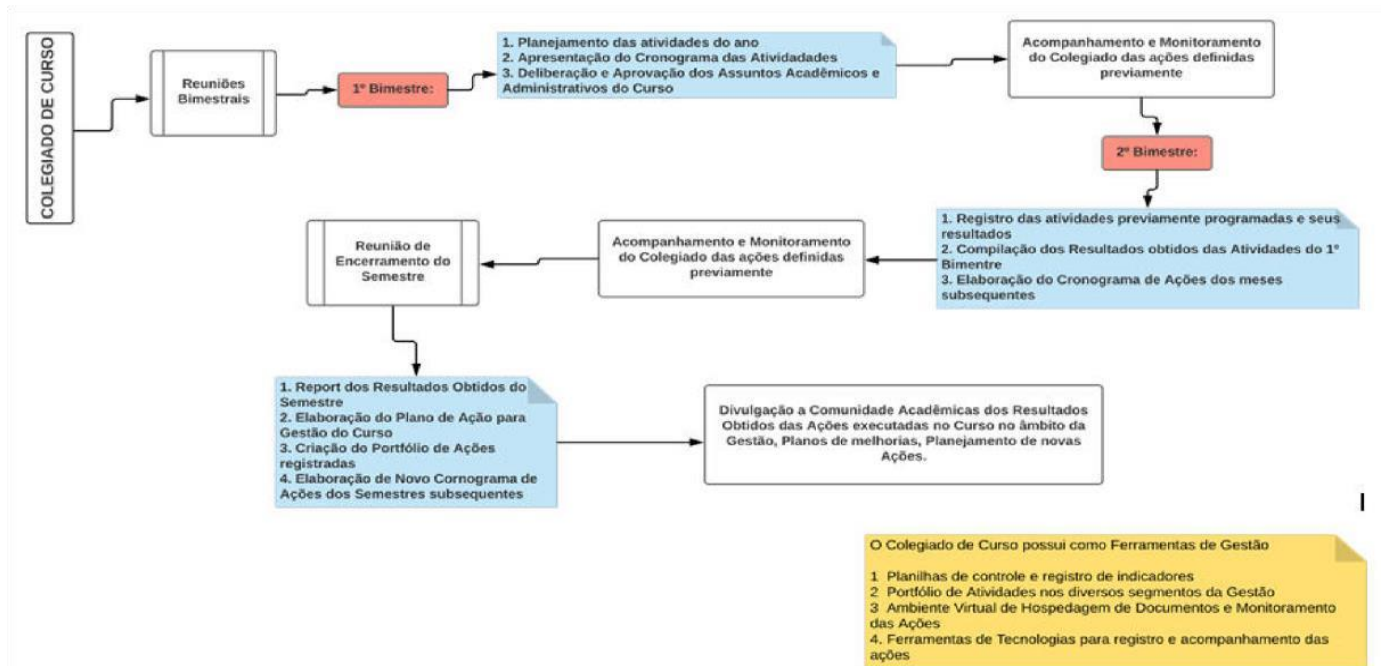 COLEGIADO DE CURSO
Reuniões
Bimestrais
1º Bimestre:
1. Planejamento das atividades do ano
2. Apresentação do Cronograma das Atividadades
3. Deliberação e Aprovação dos Assuntos Acadêmicos e
Administrativos do Curso
Acompanhamento e Monitoramento
do Colegiado das ações definidas
previamente
2º Bimestre:
1. Registro das atividades previamente programadas e seus
resultados
2. Compilação dos Resultados obtidos das Atividades do 1º
Bimentre
3. Elaboração do Cronograma de Ações dos meses
subsequentes
Acompanhamento e Monitoramento
do Colegiado das ações definidas
previamente
Reunião de
Encerramento do
Semestre
1. Report dos Resultados Obtidos do
Semestre
2. Elaboração do Plano de Ação para
Gestão do Curso
3. Criação do Portfólio de Ações
registradas
4. Elaboração de Novo Cornograma de
Ações dos Semestres subsequentes
Divulgação a Comunidade Acadêmicas dos Resultados
Obtidos das Ações executadas no Curso no âmbito da
Gestão, Planos de melhorias, Planejamento de novas
Ações.
O Colegiado de Curso possui como Ferramentas de Gestão
1 Planilhas de controle e registro de indicadores
2 Portfólio de Atividades nos diversos segmentos da Gestão
3 Ambiente Virtual de Hospedagem de Documentos e Monitoramento
das Ações
4. Ferramentas de Tecnologias para registro e acompanhamento das
ações